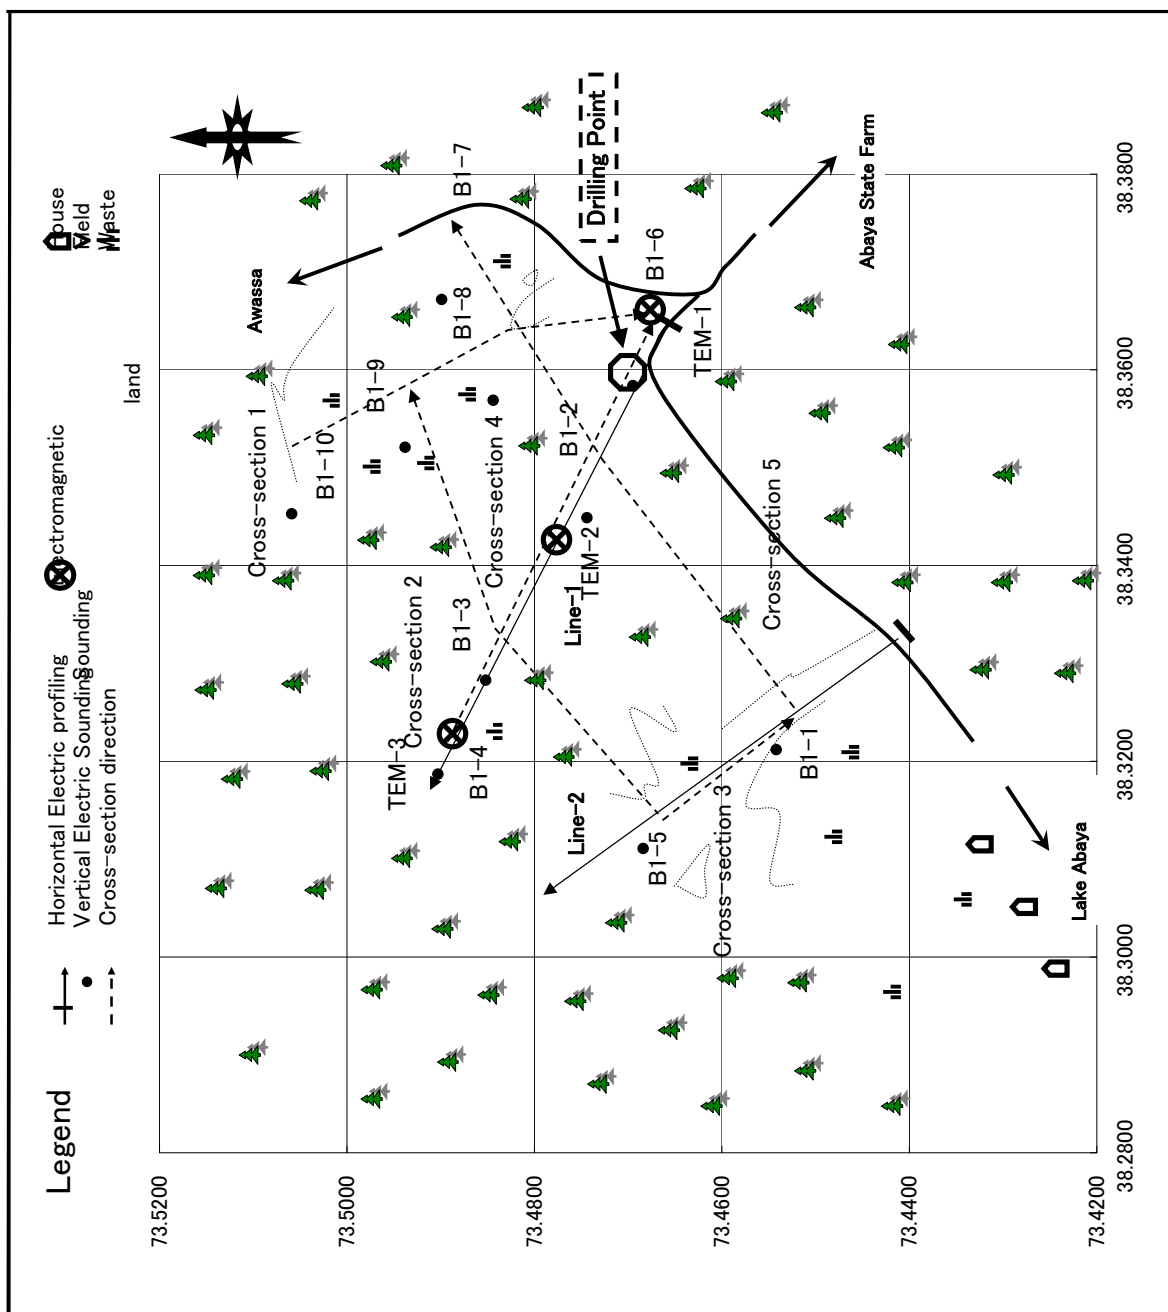 Legend
Horizontal Electric profiling
Vertical Electric Sounding
Cross-section direction
ectromagnetic
Sounding
ouse
land
Awassa
Cross-section 1
B1-10
B1-9
B1-8
B1-7
Drilling Point
B1-6
TEM-1
Abaya State Farm
Cross-section 4
B1-2
TEM-2
Line-1
B1-3
Cross-section 2
TEM-3
B1-4
Cross-section 5
B1-1
Line-2
B1-5
Cross-section 3
Lake Abaya
73.5200
73.5000
73.4800
73.4600
73.4400
73.4200
38.2800
38.3000
38.3200
38.3400
38.3600
38.3800